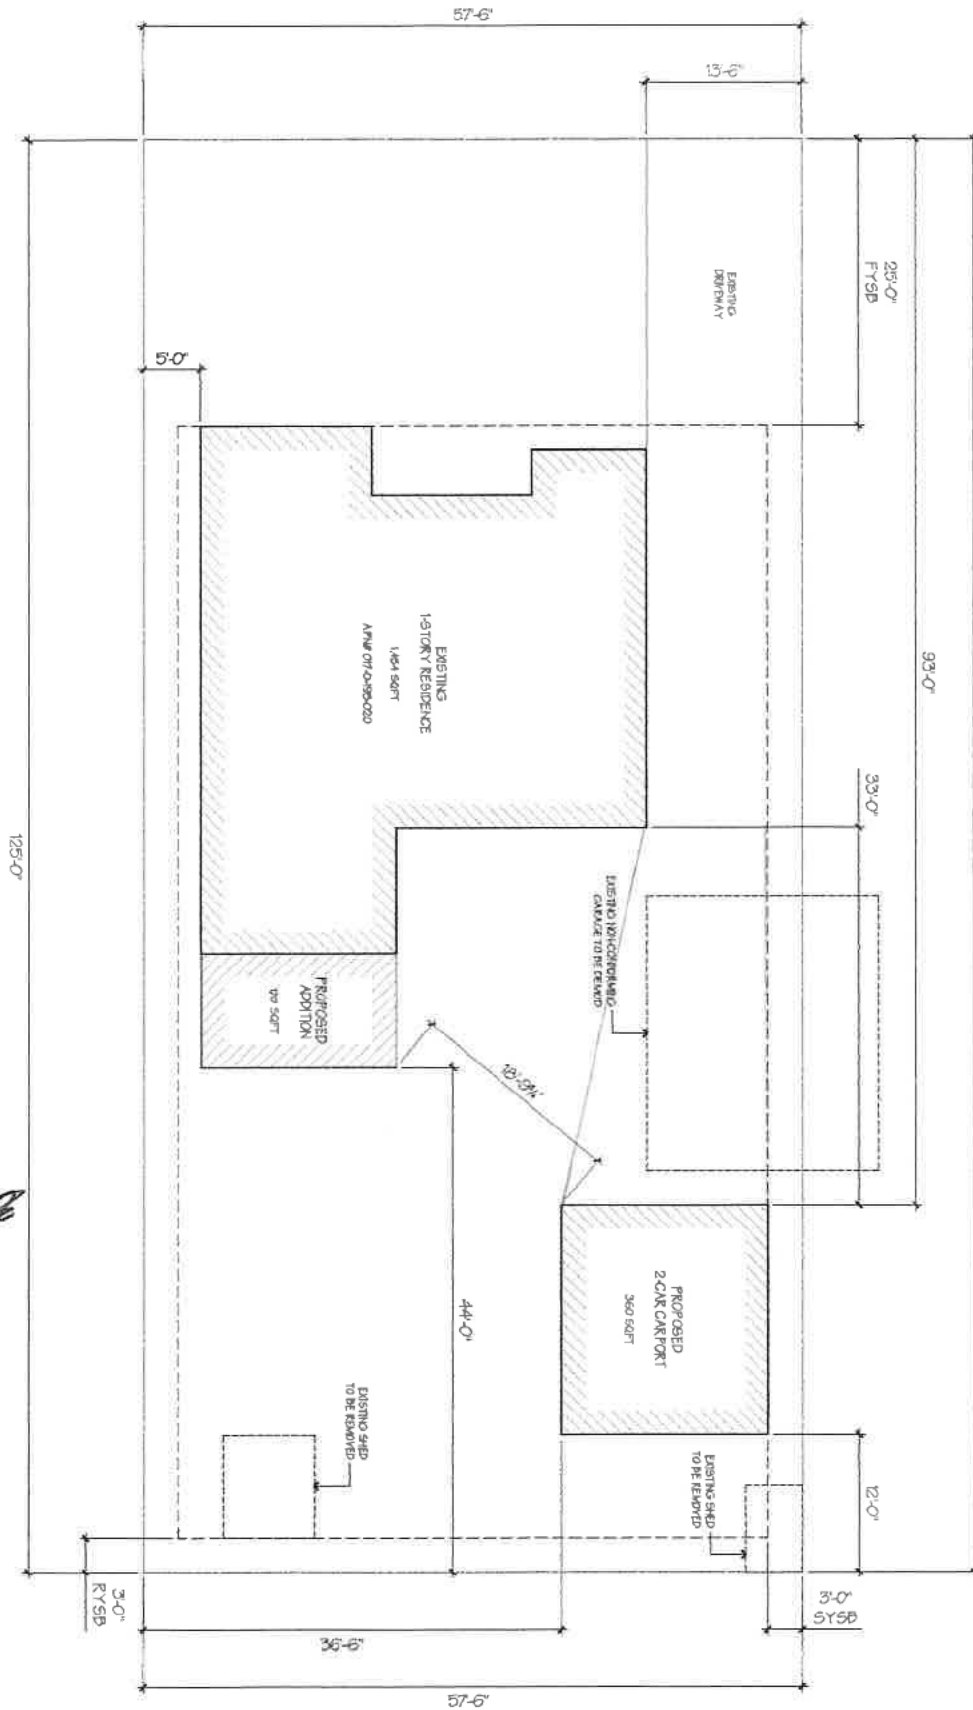 57'-6"
13'-6"
25'-0"
FYSB
EXISTING
DRIVEWAY
5'-0"
93'-0"
33'-0"
EXISTING
1-STORY RESIDENCE
SQFT
125'-0"
EXISTING NON-CONFORMING
GARAGE TO BE DEMO'D
PROPOSED
ADDITION
SQFT
PROPOSED
2-CAR CARPORT
360 SQFT
44'-0"
EXISTING SHED
TO BE REMOVED
EXISTING SHED
TO BE REMOVED
12'-0"
3'-0"
RYSB
3'-0"
SYSB
36'-6"
57'-6"